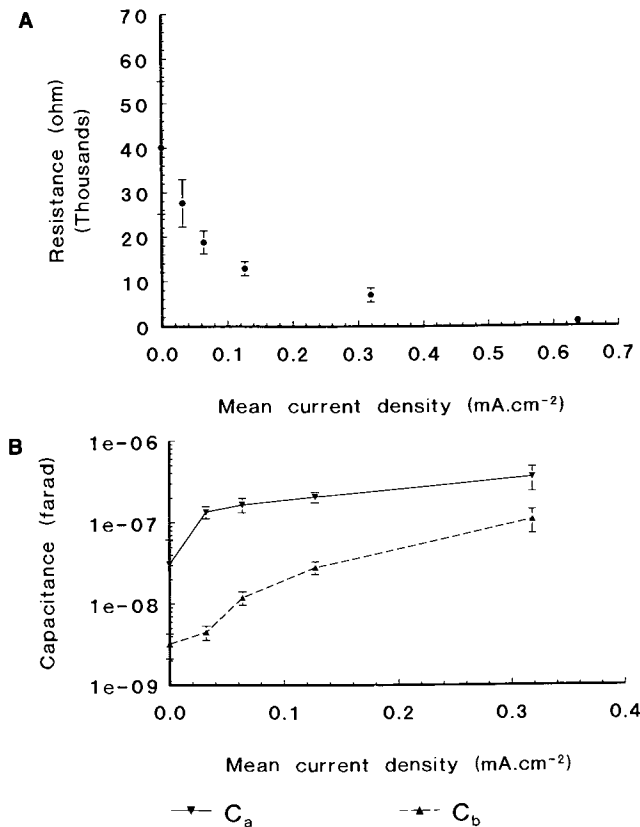 A
Resistance (ohm)
(Thousands)
70
60
50
40
30
20
10
0
0.0 0.1 0.2 0.3 0.4 0.5 0.6 0.7
Mean current density (mA.cm⁻²)
B
Capacitance (farad)
1e-06
1e-07
1e-08
1e-09
0.0 0.1 0.2 0.3 0.4
Mean current density (mA.cm⁻²)
Cₐ C_b